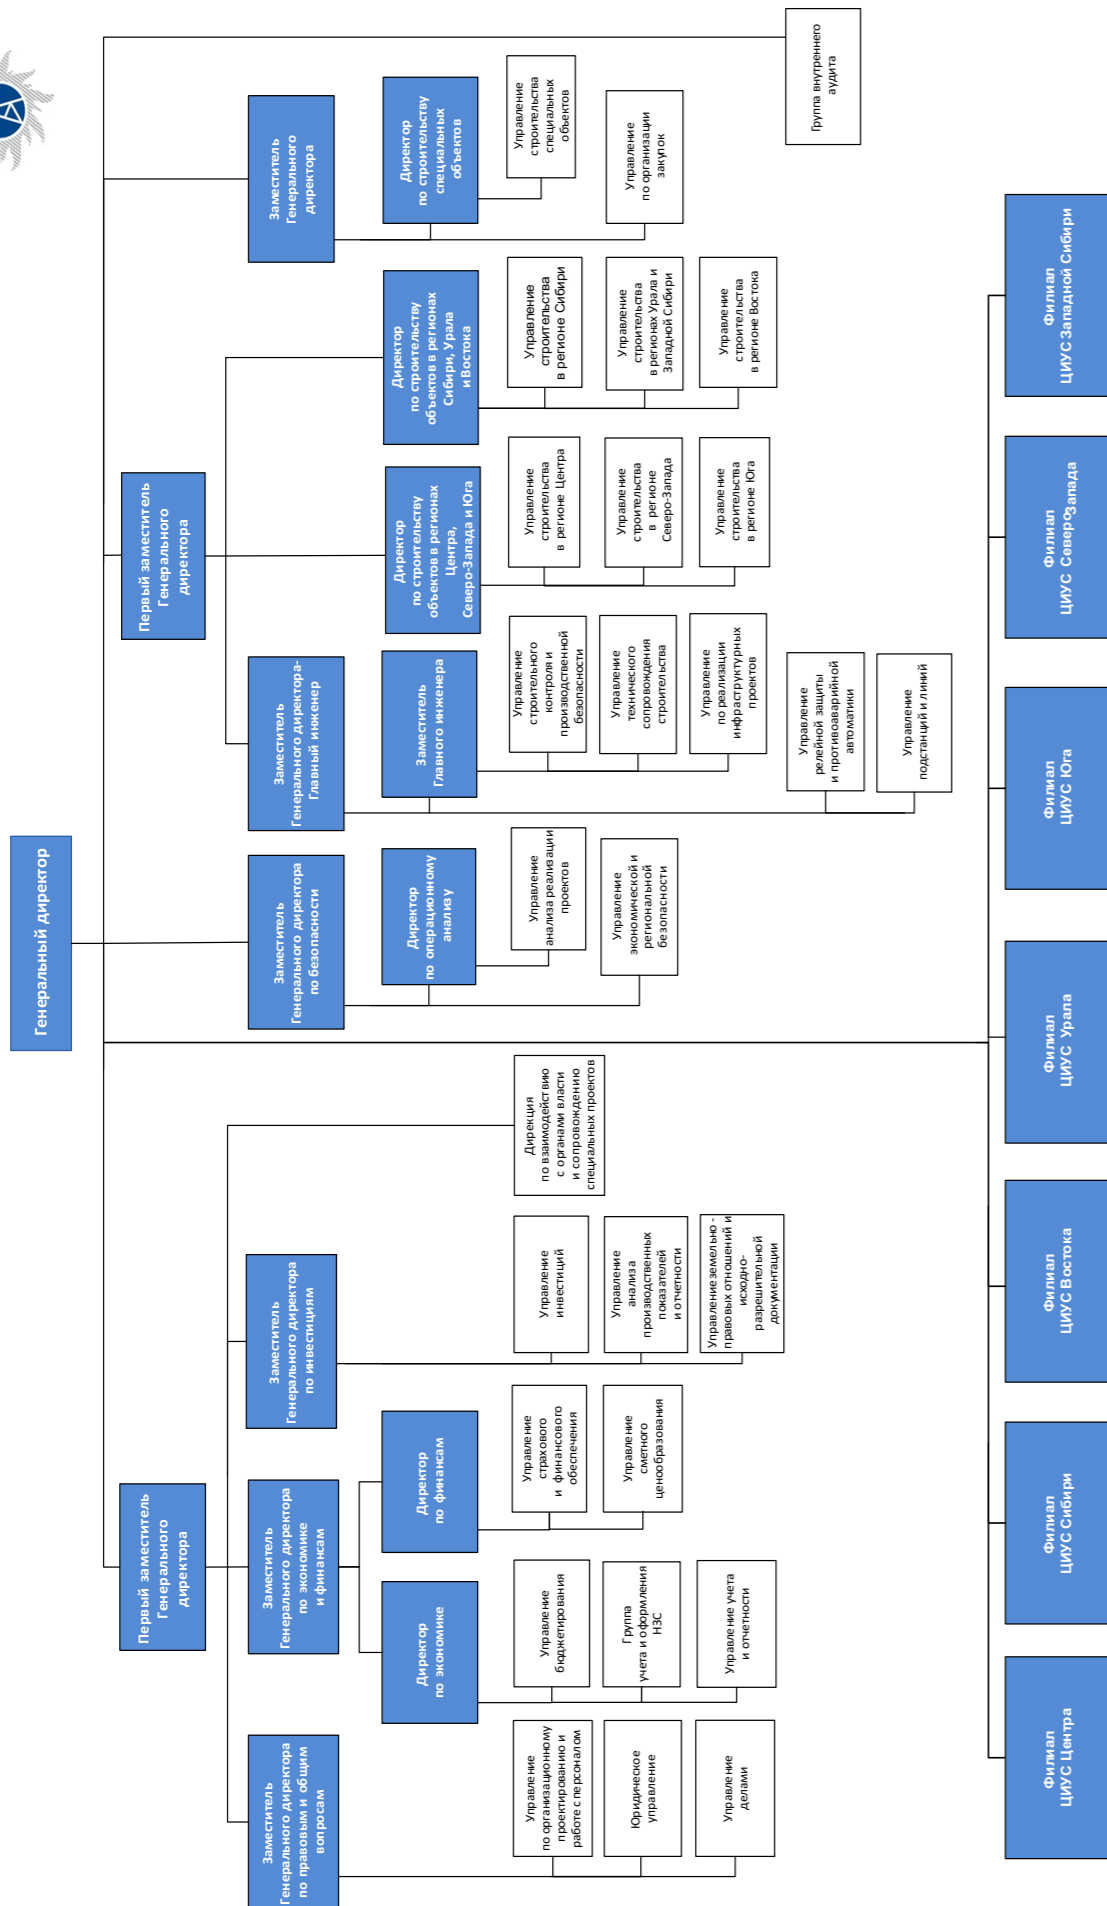 Генеральный директор
Первый заместитель
Генерального
директора
Первый заместитель
Генерального
директора
Заместитель
Генерального директора
по правовым и общим
вопросам
Заместитель
Генерального директора
по экономике
и финансам
Заместитель
Генерального директора
по инвестициям
Заместитель
Генерального директора
по безопасности
Заместитель
Генерального директора-
Главный инженер
Заместитель
Генерального
директора
Директор
по экономике
Директор
по финансам
Директор
по операционному
анализу
Заместитель
Главного инженера
Директор
по строительству
объектов в регионах
Центра,
Северо-Запада и Юга
Директор
по строительству
объектов в регионах
Сибири, Урала
и Востока
Директор
по строительству
специальных
объектов
Управление
по организационному
проектированию и
работе с персоналом
Юридическое
управление
Управление
делами
Управление
бюджетирования
Группа
учета и оформления
НЗС
Управление учета
и отчетности
Управление
страхового
и финансового
обеспечения
Управление
сметного
ценообразования
Управление
инвестиций
Управление
анализа
производственных
показателей
и отчетности
Управление земельно -
правовых отношений и
исходно-
разрешительной
документации
Дирекция
по взаимодействию
с органами власти
и сопровождению
специальных проектов
Управление
анализа реализации
проектов
Управление
экономической и
региональной
безопасности
Управление
строительного
контроля и
производственной
безопасности
Управление
технического
сопровождения
строительства
Управление
по реализации
инфраструктурных
проектов
Управление
релейной защиты
и противоаварийной
автоматики
Управление
подстанций и линий
Управление
строительства
в регионе Центра
Управление
строительства
в регионе
Северо-Запада
Управление
строительства
в регионе Юга
Управление
строительства
в регионе Сибири
Управление
строительства
в регионах Урала и
Западной Сибири
Управление
строительства
в регионе Востока
Управление
строительства
специальных
объектов
Управление
по организации
закупок
Группа внутреннего
аудита
Филиал
ЦИУС Центра
Филиал
ЦИУС Сибири
Филиал
ЦИУС Востока
Филиал
ЦИУС Урала
Филиал
ЦИУС Юга
Филиал
ЦИУС Северо-Запада
Филиал
ЦИУС Западной Сибири